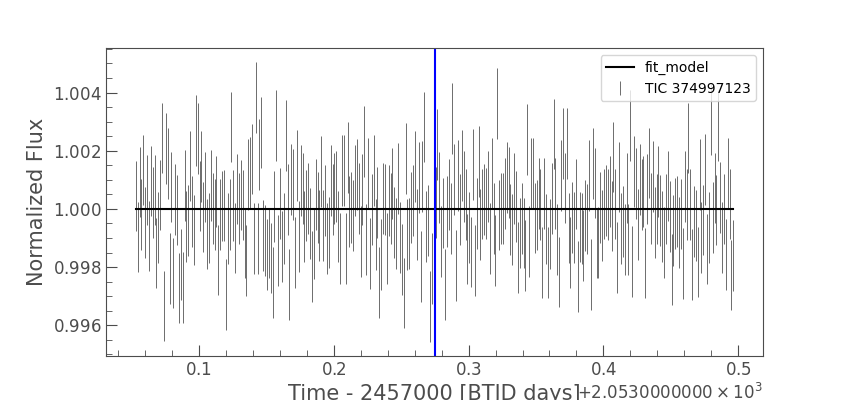 fit_model
TIC 374997123
Normalized Flux
1.004
1.002
1.000
0.998
0.996
0.1
0.2
0.3
0.4
0.5
Time - 2457000 [BTJD days]
+2.0530000000 × 10³